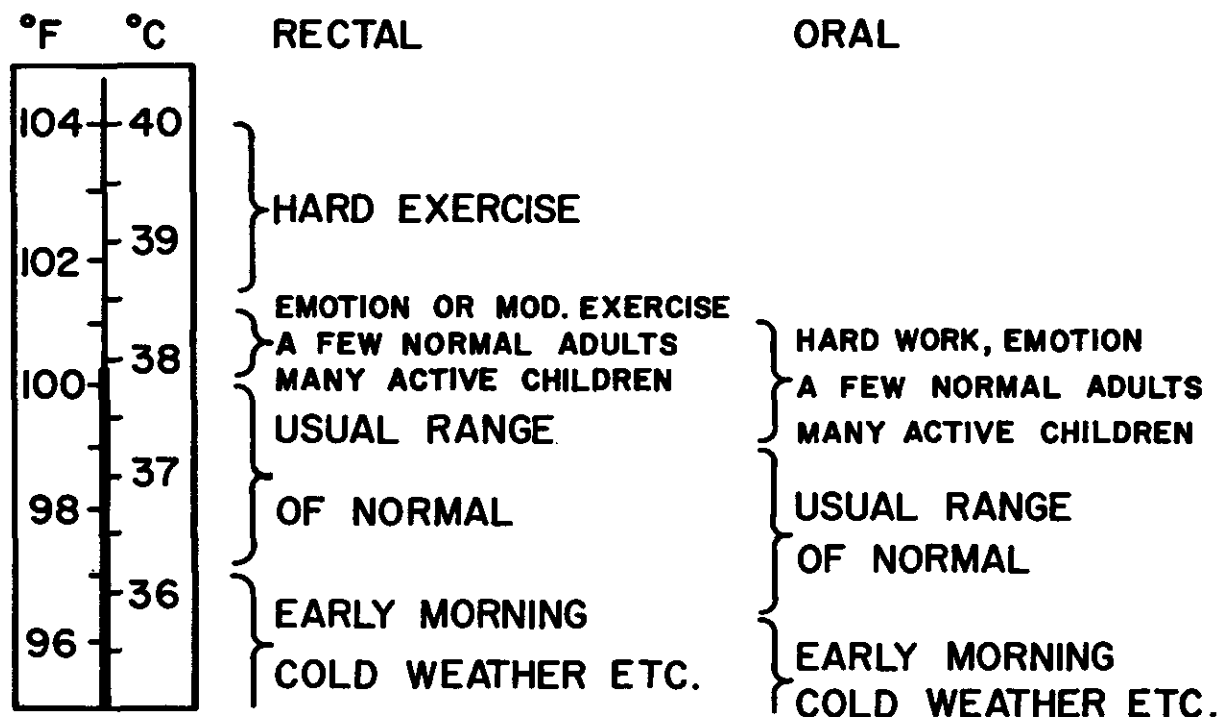 °F °C RECTAL ORAL
104 40
HARD EXERCISE
39
102
EMOTION OR MOD. EXERCISE
A FEW NORMAL ADULTS
MANY ACTIVE CHILDREN
38
100
HARD WORK, EMOTION
A FEW NORMAL ADULTS
MANY ACTIVE CHILDREN
USUAL RANGE
OF NORMAL
37
98
USUAL RANGE
OF NORMAL
36
96
EARLY MORNING
COLD WEATHER ETC.
EARLY MORNING
COLD WEATHER ETC.